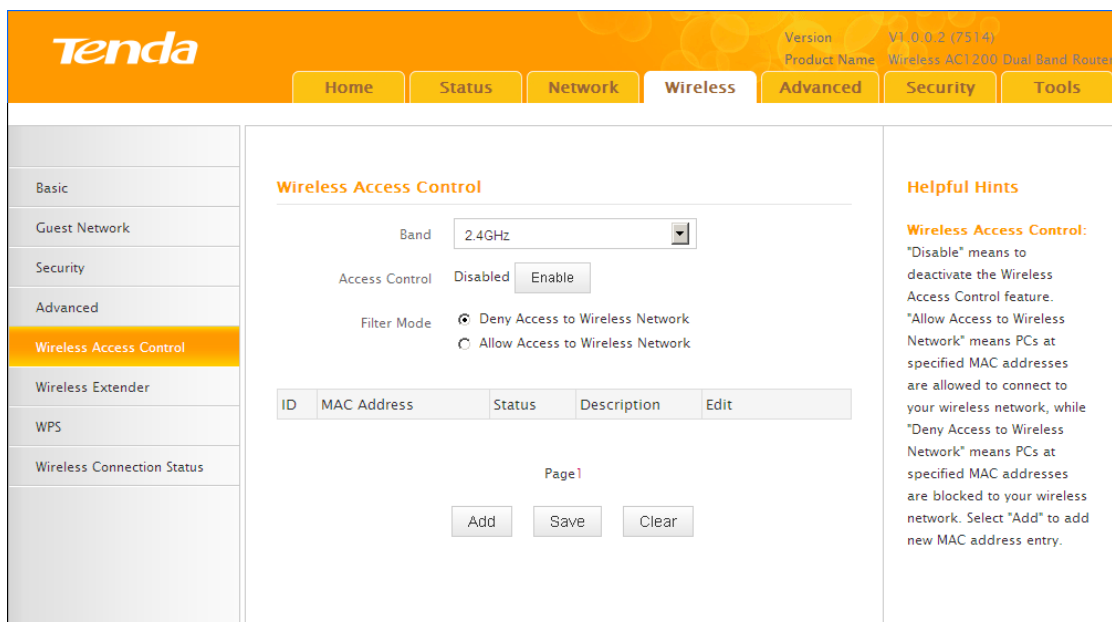 Tenda
Version V1.0.0.2 (7514)
Product Name Wireless AC1200 Dual Band Router
Home Status Network Wireless Advanced Security Tools
Basic
Guest Network
Security
Advanced
Wireless Access Control
Wireless Extender
WPS
Wireless Connection Status
Wireless Access Control
Band 2.4GHz
Access Control Disabled Enable
Filter Mode Deny Access to Wireless Network
Allow Access to Wireless Network
ID MAC Address Status Description Edit
Page1
Add Save Clear
Helpful Hints
Wireless Access Control:
"Disable" means to
deactivate the Wireless
Access Control feature.
"Allow Access to Wireless
Network" means PCs at
specified MAC addresses
are allowed to connect to
your wireless network, while
"Deny Access to Wireless
Network" means PCs at
specified MAC addresses
are blocked to your wireless
network. Select "Add" to add
new MAC address entry.